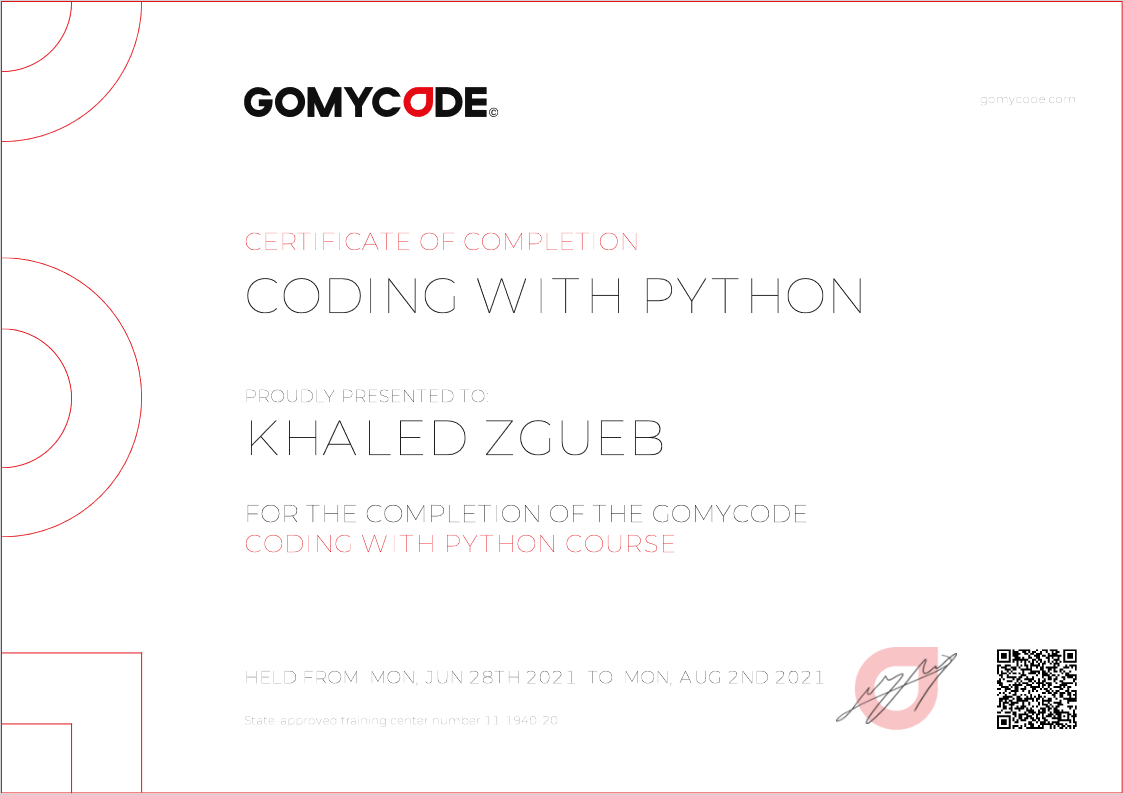 GOMYCODE©
gomycode.com
CERTIFICATE OF COMPLETION
CODING WITH PYTHON
PROUDLY PRESENTED TO:
KHALED ZGUEB
FOR THE COMPLETION OF THE GOMYCODE
CODING WITH PYTHON COURSE
HELD FROM MON, JUN 28TH 2021 TO MON, AUG 2ND 2021
State-approved training center number 11-1940-20